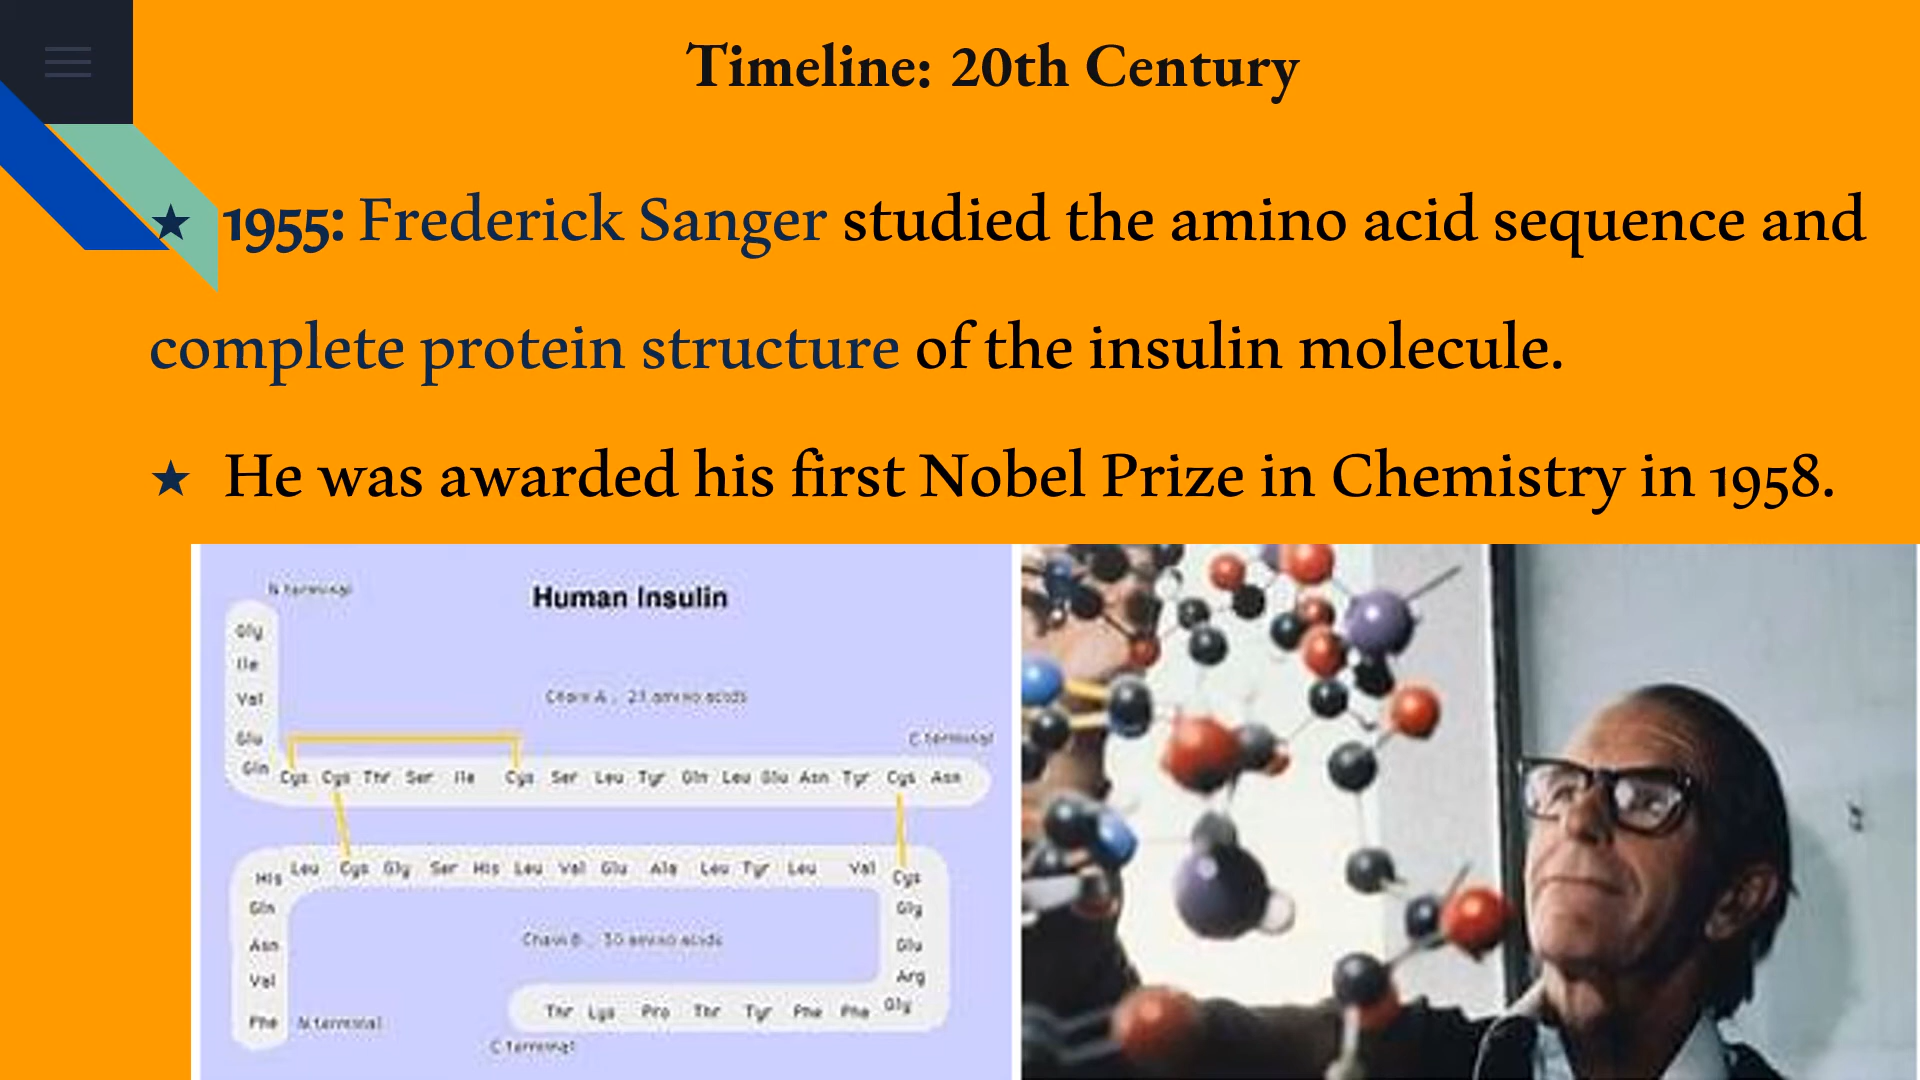 Timeline: 20th Century
★ 1955: Frederick Sanger studied the amino acid sequence and
complete protein structure of the insulin molecule.
★ He was awarded his first Nobel Prize in Chemistry in 1958.
N terminal
Human Insulin
Gly
Ile
Val
Chain A, 21 amino acids
Glu
C terminal
Gln Cys Cys Thr Ser Ile Cys Ser Leu Tyr Gln Leu Glu Asn Tyr Cys Asn
His Leu Cys Gly Ser His Leu Val Glu Ala Leu Tyr Leu Val Cys
Gln Gly
Chain B, 30 amino acids
Asn Glu
Val Arg
Thr Lys Pro Thr Tyr Phe Phe Gly
Phe N terminal
C terminal